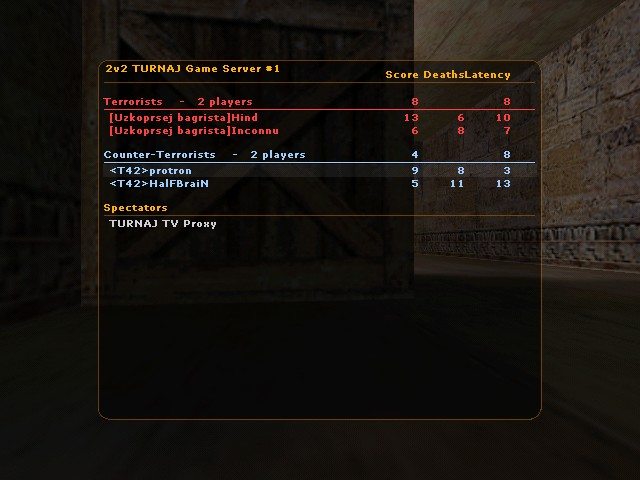 2v2 TURNAJ Game Server #1
Score Deaths Latency
Terrorists - 2 players 8 8
[Uzkoprsej bagrista]Hind 13 6 10
[Uzkoprsej bagrista]Inconnu 6 8 7
Counter-Terrorists - 2 players 4 8
<T42>protron 9 8 3
<T42>HalFBraiN 5 11 13
Spectators
TURNAJ TV Proxy